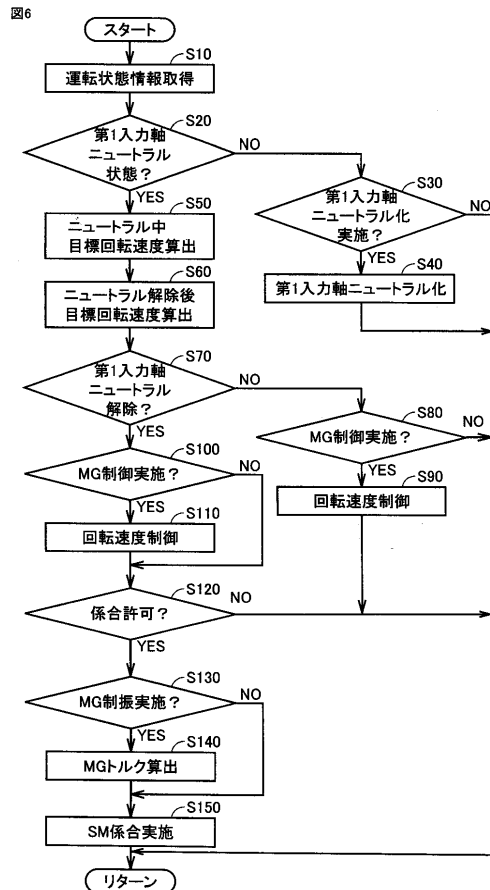 図6
スタート
S10
運転状態情報取得
S20
第1入力軸
ニュートラル
状態？
NO
YES
S30
第1入力軸
ニュートラル化
実施？
NO
YES
S40
第1入力軸ニュートラル化
S50
ニュートラル中
目標回転速度算出
S60
ニュートラル解除後
目標回転速度算出
S70
第1入力軸
ニュートラル
解除？
NO
YES
S80
MG制御実施？
NO
YES
S90
回転速度制御
S100
MG制御実施？
NO
YES
S110
回転速度制御
S120
係合許可？
NO
YES
S130
MG制振実施？
NO
YES
S140
MGトルク算出
S150
SM係合実施
リターン